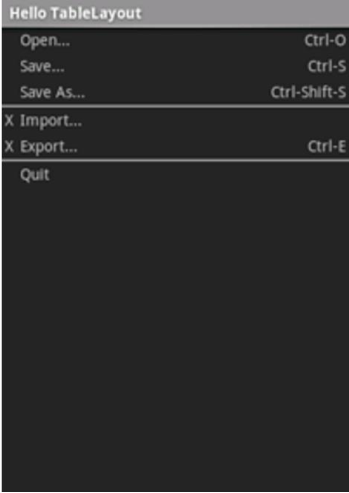 Hello TableLayout
Open... Ctrl-O
Save... Ctrl-S
Save As... Ctrl-Shift-S
X Import...
X Export... Ctrl-E
Quit